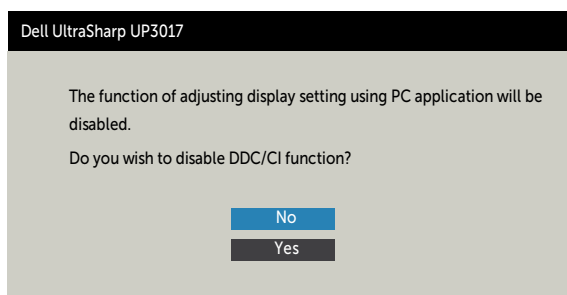 Dell UltraSharp UP3017
The function of adjusting display setting using PC application will be
disabled.
Do you wish to disable DDC/CI function?
No
Yes